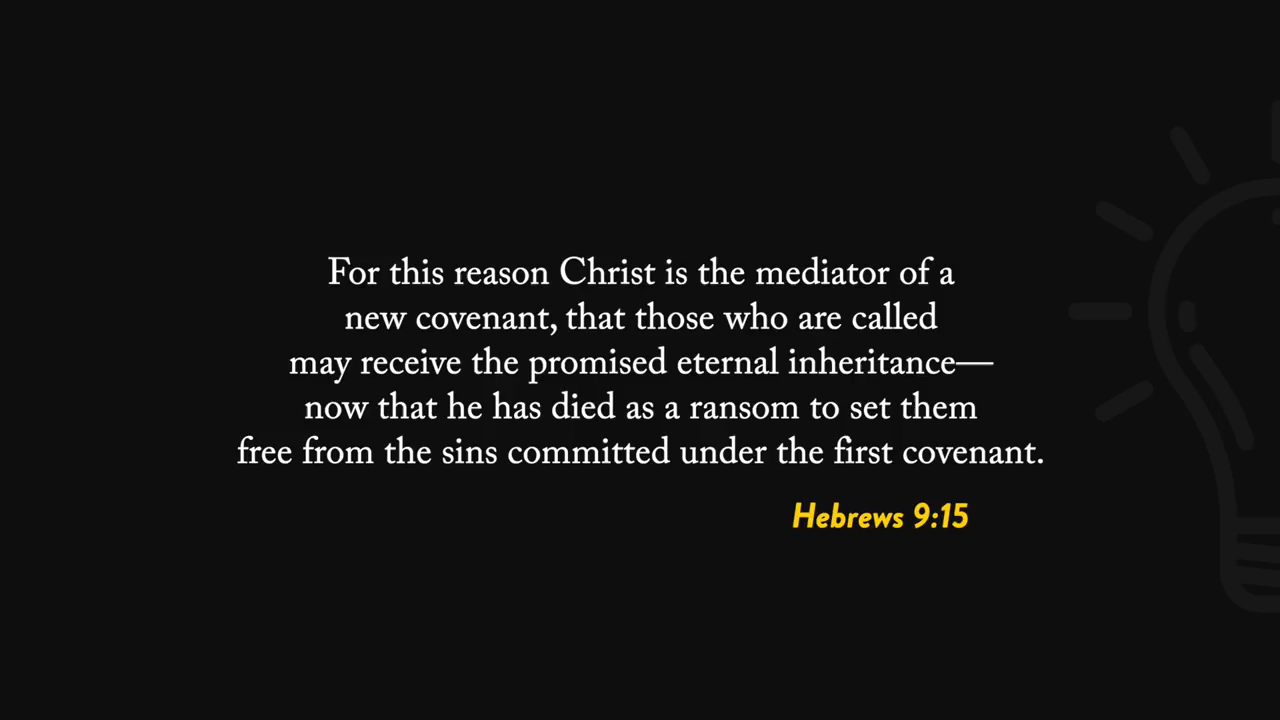 For this reason Christ is the mediator of a
new covenant, that those who are called
may receive the promised eternal inheritance—
now that he has died as a ransom to set them
free from the sins committed under the first covenant.
Hebrews 9:15